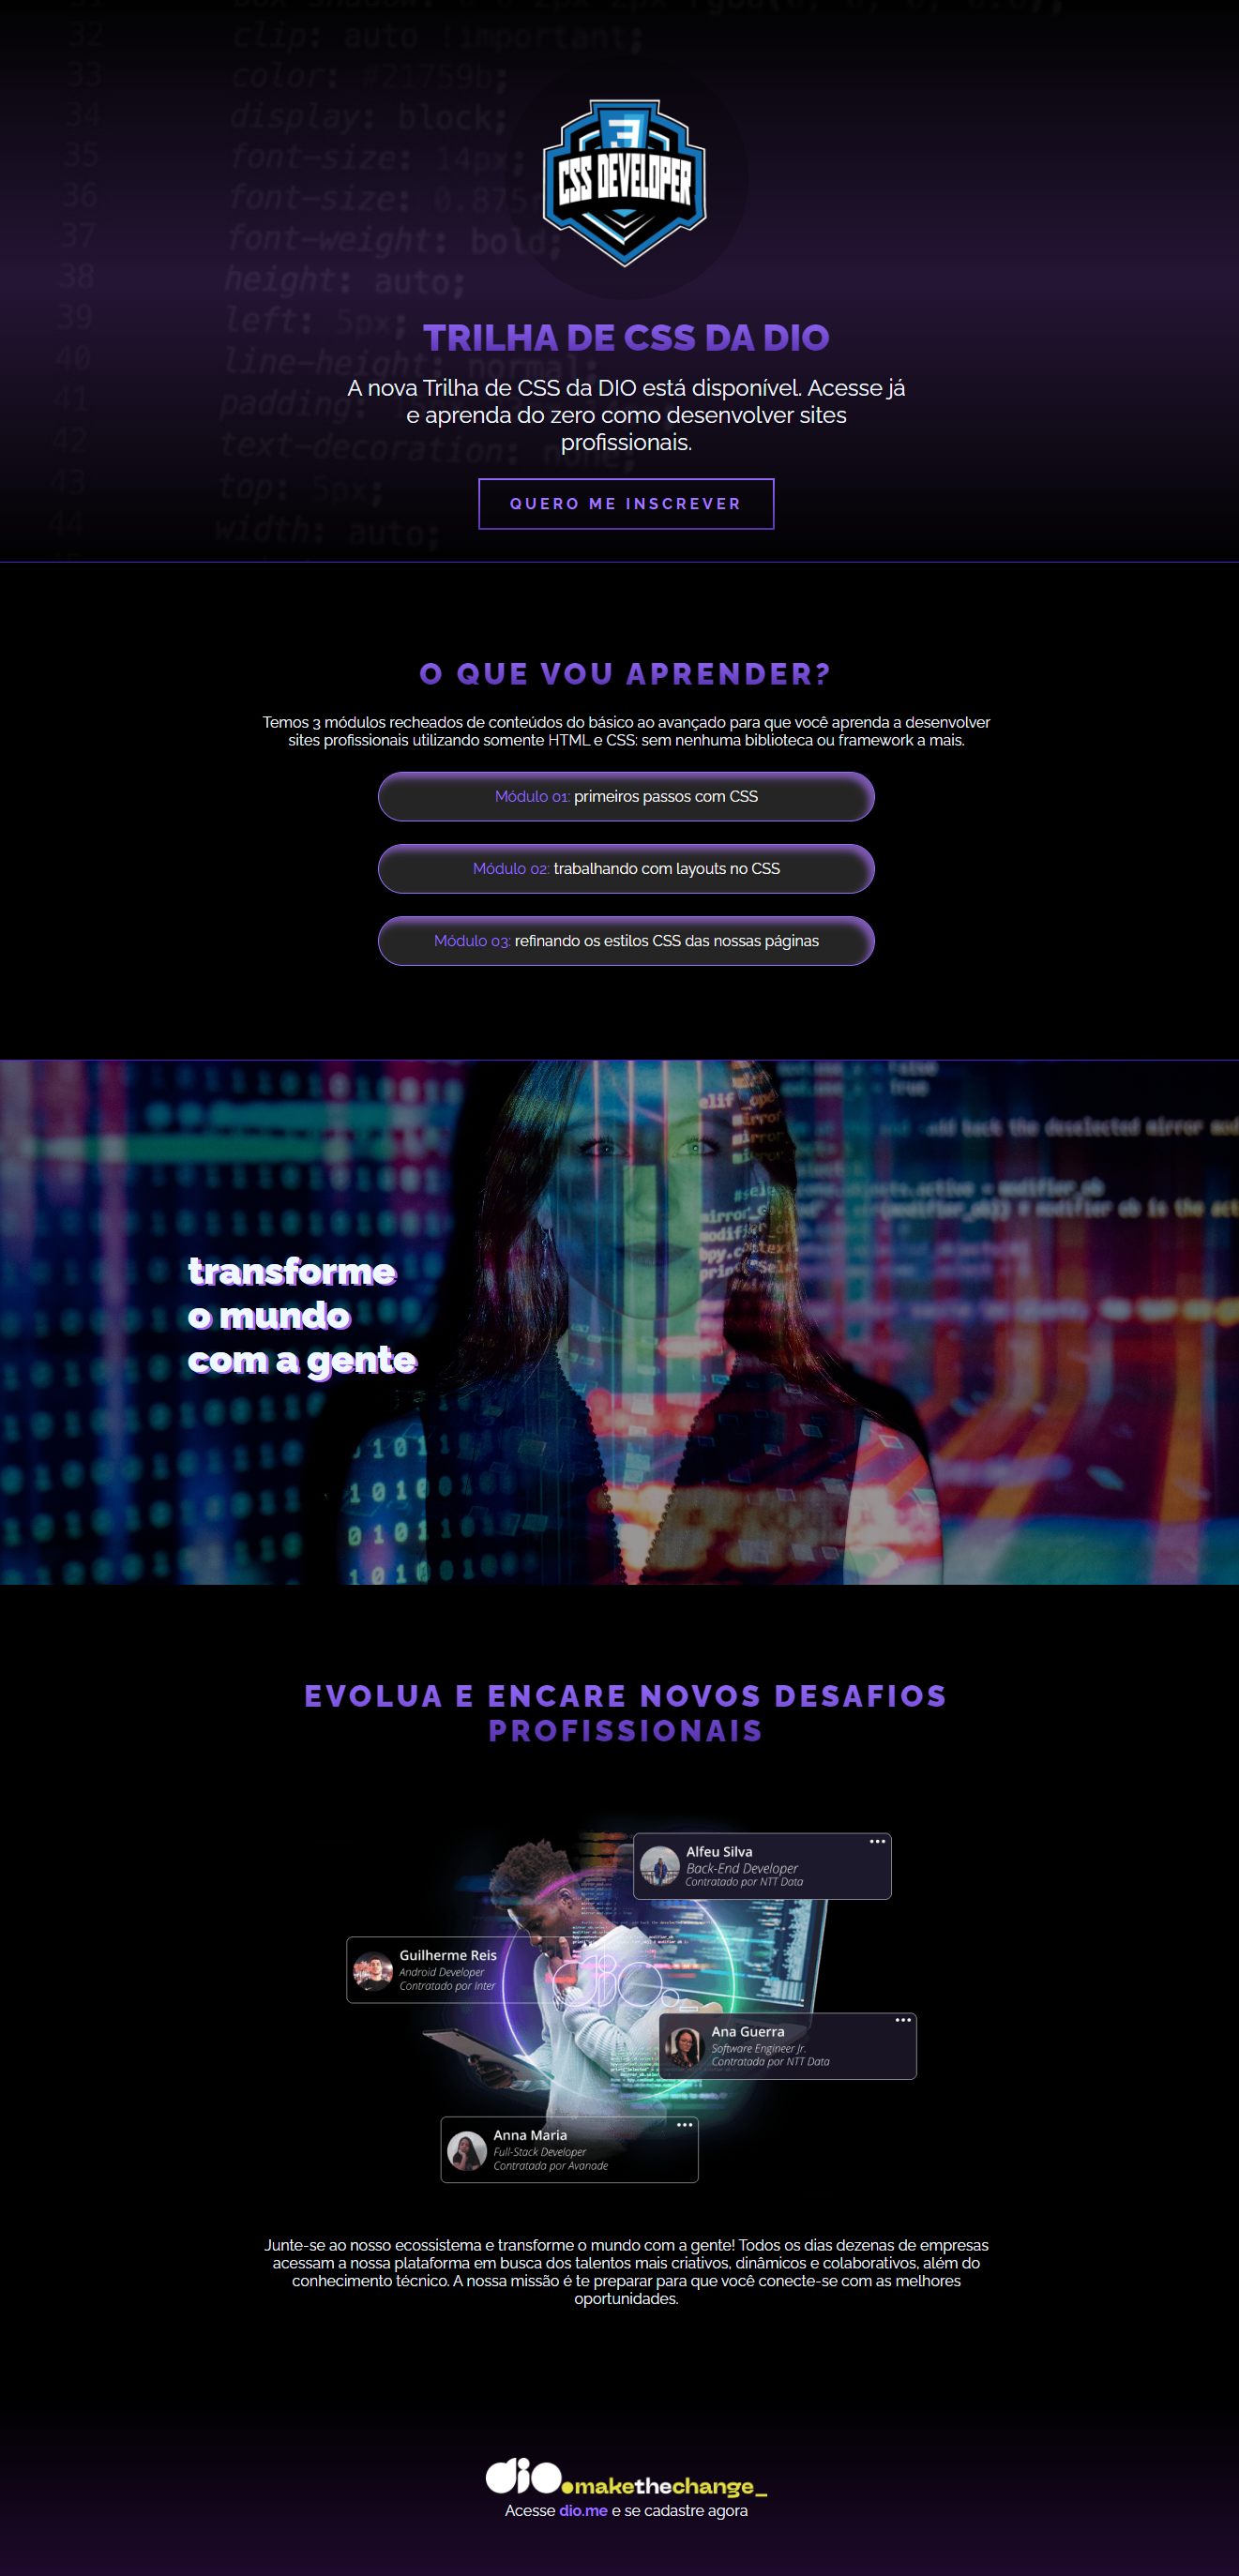 32 clip: auto !important;
33 color: #21759b;
34 display: block;
35 font-size: 14px;
36 font-size: 0.875
37 font-weight: bold;
38 height: auto;
39 left: 5px;
40 line-height: normal;
41 padding:
42 text-decoration: none;
43 top: 5px;
44 width: auto;
3
CSS DEVELOPER
TRILHA DE CSS DA DIO
A nova Trilha de CSS da DIO está disponível. Acesse já
e aprenda do zero como desenvolver sites
profissionais.
QUERO ME INSCREVER
O QUE VOU APRENDER?
Temos 3 módulos recheados de conteúdos do básico ao avançado para que você aprenda a desenvolver
sites profissionais utilizando somente HTML e CSS: sem nenhuma biblioteca ou framework a mais.
Módulo 01: primeiros passos com CSS
Módulo 02: trabalhando com layouts no CSS
Módulo 03: refinando os estilos CSS das nossas páginas
transforme
o mundo
com a gente
EVOLUA E ENCARE NOVOS DESAFIOS
PROFISSIONAIS
Alfeu Silva
Back-End Developer
Contratado por NTT Data
Guilherme Reis
Android Developer
Contratado por Inter
Ana Guerra
Software Engineer Jr.
Contratada por NTT Data
Anna Maria
Full-Stack Developer
Contratada por Avanade
Junte-se ao nosso ecossistema e transforme o mundo com a gente! Todos os dias dezenas de empresas
acessam a nossa plataforma em busca dos talentos mais criativos, dinâmicos e colaborativos, além do
conhecimento técnico. A nossa missão é te preparar para que você conecte-se com as melhores
oportunidades.
dio.makethechange_
Acesse dio.me e se cadastre agora